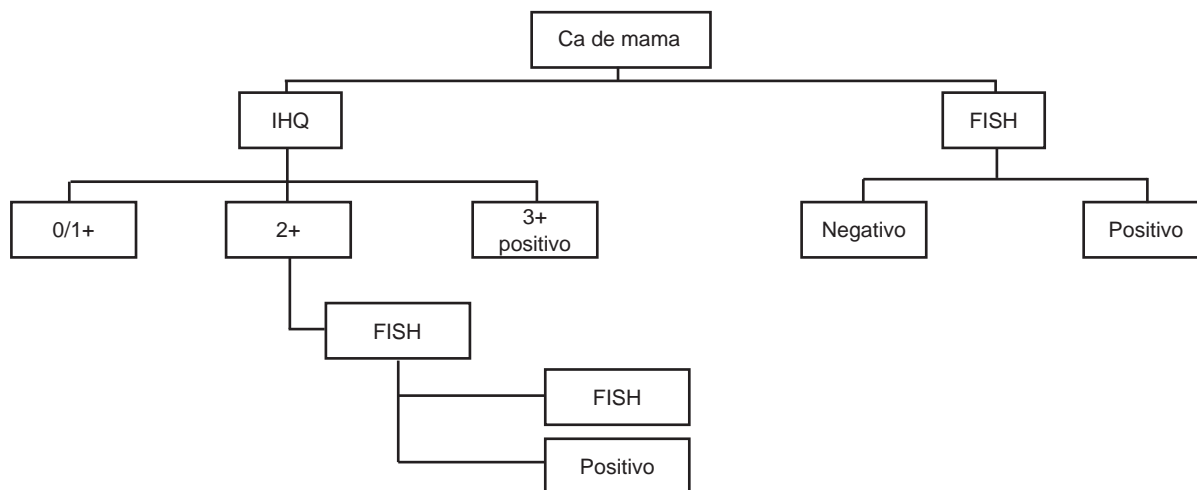 Ca de mama
IHQ
FISH
0/1+
2+
3+
positivo
Negativo
Positivo
FISH
FISH
Positivo